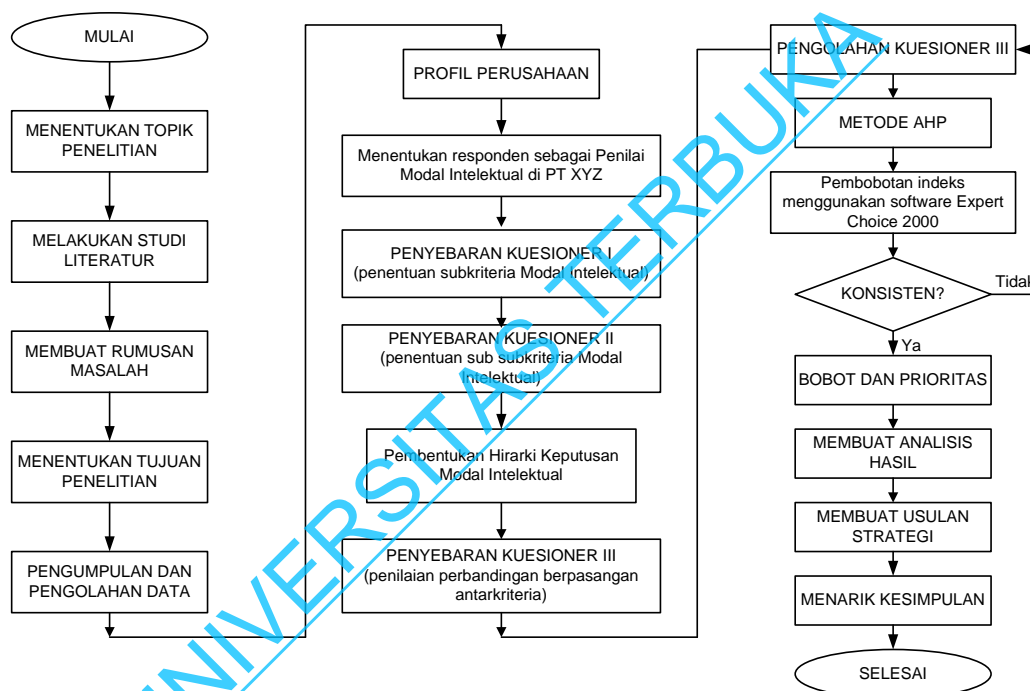 MULAI
MENENTUKAN TOPIK
PENELITIAN
MELAKUKAN STUDI
LITERATUR
MEMBUAT RUMUSAN
MASALAH
MENENTUKAN TUJUAN
PENELITIAN
PENGUMPULAN DAN
PENGOLAHAN DATA
PROFIL PERUSAHAAN
Menentukan responden sebagai Penilai
Modal Intelektual di PT XYZ
PENYEBARAN KUESIONER I
(penentuan subkriteria Modal Intelektual)
PENYEBARAN KUESIONER II
(penentuan sub subkriteria Modal
Intelektual)
Pembentukan Hirarki Keputusan
Modal Intelektual
PENYEBARAN KUESIONER III
(penilaian perbandingan berpasangan
antarkriteria)
PENGOLAHAN KUESIONER III
METODE AHP
Pembobotan indeks
menggunakan software Expert
Choice 2000
KONSISTEN?
Tidak
Ya
BOBOT DAN PRIORITAS
MEMBUAT ANALISIS
HASIL
MEMBUAT USULAN
STRATEGI
MENARIK KESIMPULAN
SELESAI
UNIVERSITAS TERBUKA